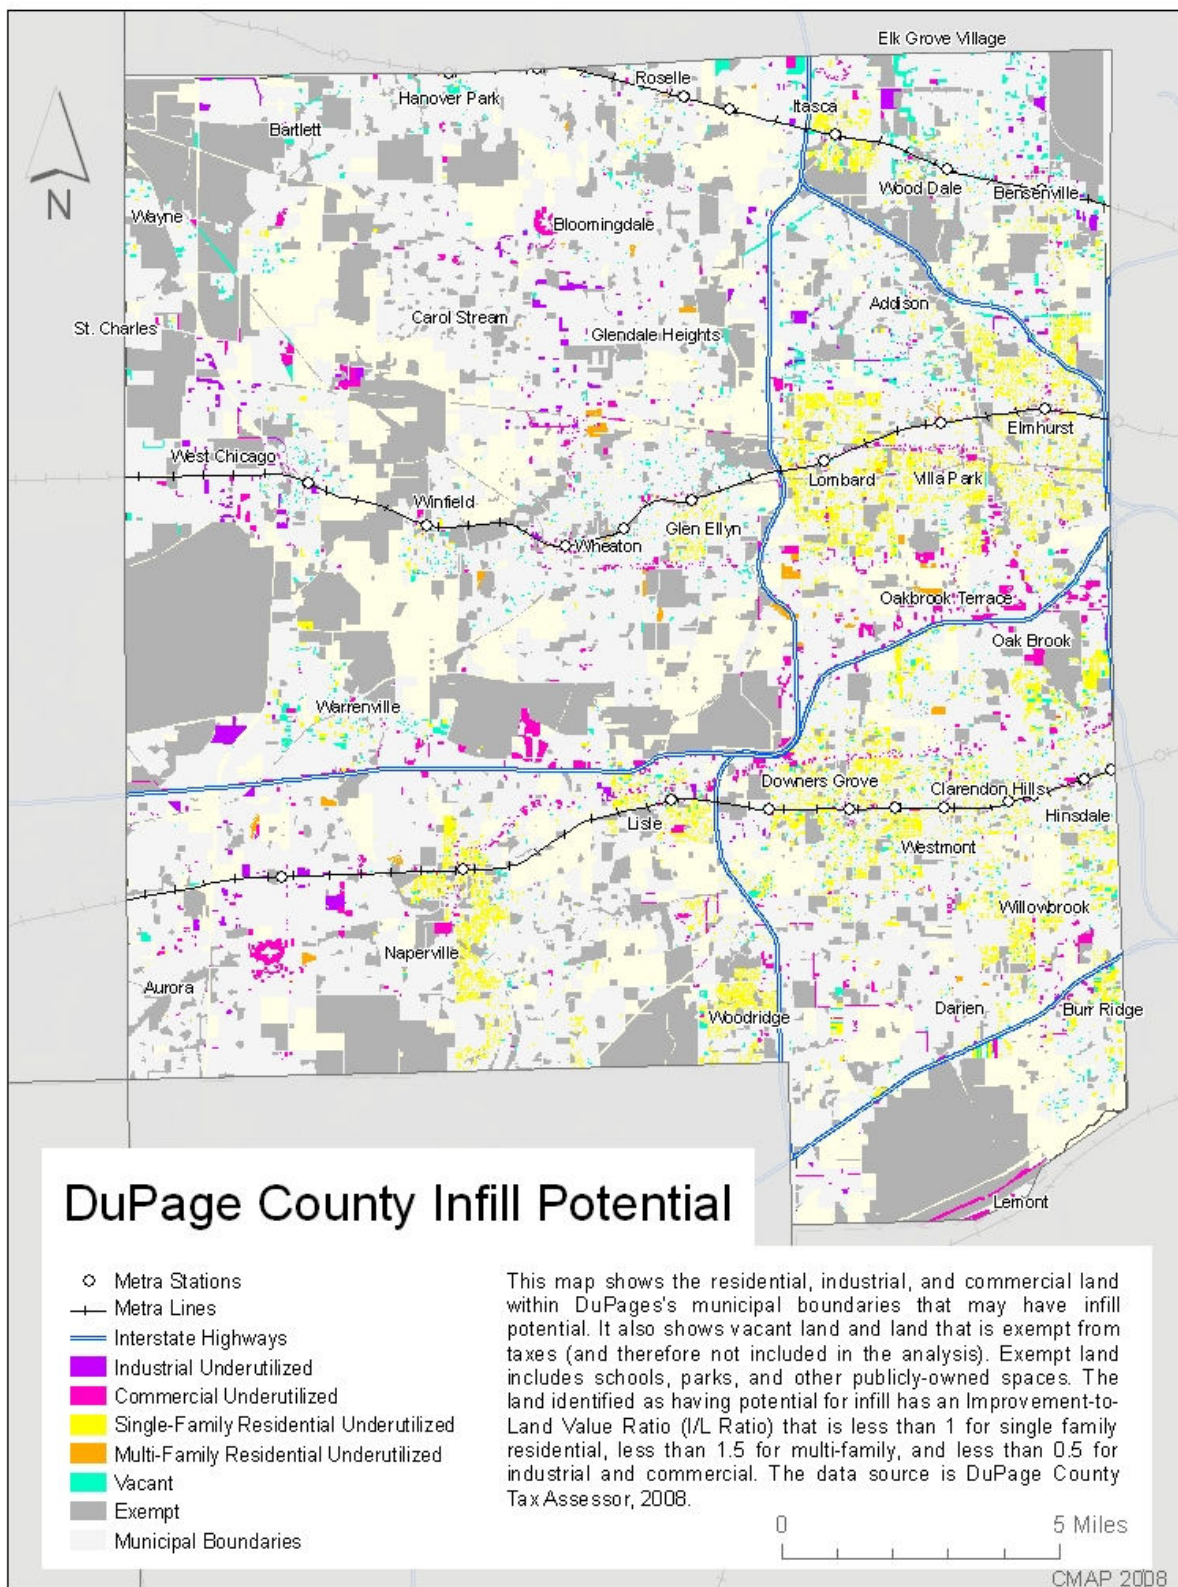 Elk Grove Village
Roselle
Hanover Park
Itasca
Bartlett
Wood Dale
Bensenville
Wayne
Bloomingdale
Addison
Carol Stream
St. Charles
Glendale Heights
Elmhurst
West Chicago
Lombard
Villa Park
Winfield
Glen Ellyn
Wheaton
Oakbrook Terrace
Oak Brook
Warrenville
Downers Grove
Clarendon Hills
Hinsdale
Lisle
Westmont
Willowbrook
Naperville
Aurora
Darien
Burr Ridge
Woodridge
Lemont
N
DuPage County Infill Potential
Metra Stations
Metra Lines
Interstate Highways
Industrial Underutilized
Commercial Underutilized
Single-Family Residential Underutilized
Multi-Family Residential Underutilized
Vacant
Exempt
Municipal Boundaries
This map shows the residential, industrial, and commercial land
within DuPages's municipal boundaries that may have infill
potential. It also shows vacant land and land that is exempt from
taxes (and therefore not included in the analysis). Exempt land
includes schools, parks, and other publicly-owned spaces. The
land identified as having potential for infill has an Improvement-to-
Land Value Ratio (I/L Ratio) that is less than 1 for single family
residential, less than 1.5 for multi-family, and less than 0.5 for
industrial and commercial. The data source is DuPage County
Tax Assessor, 2008.
0 5 Miles
CMAP 2008